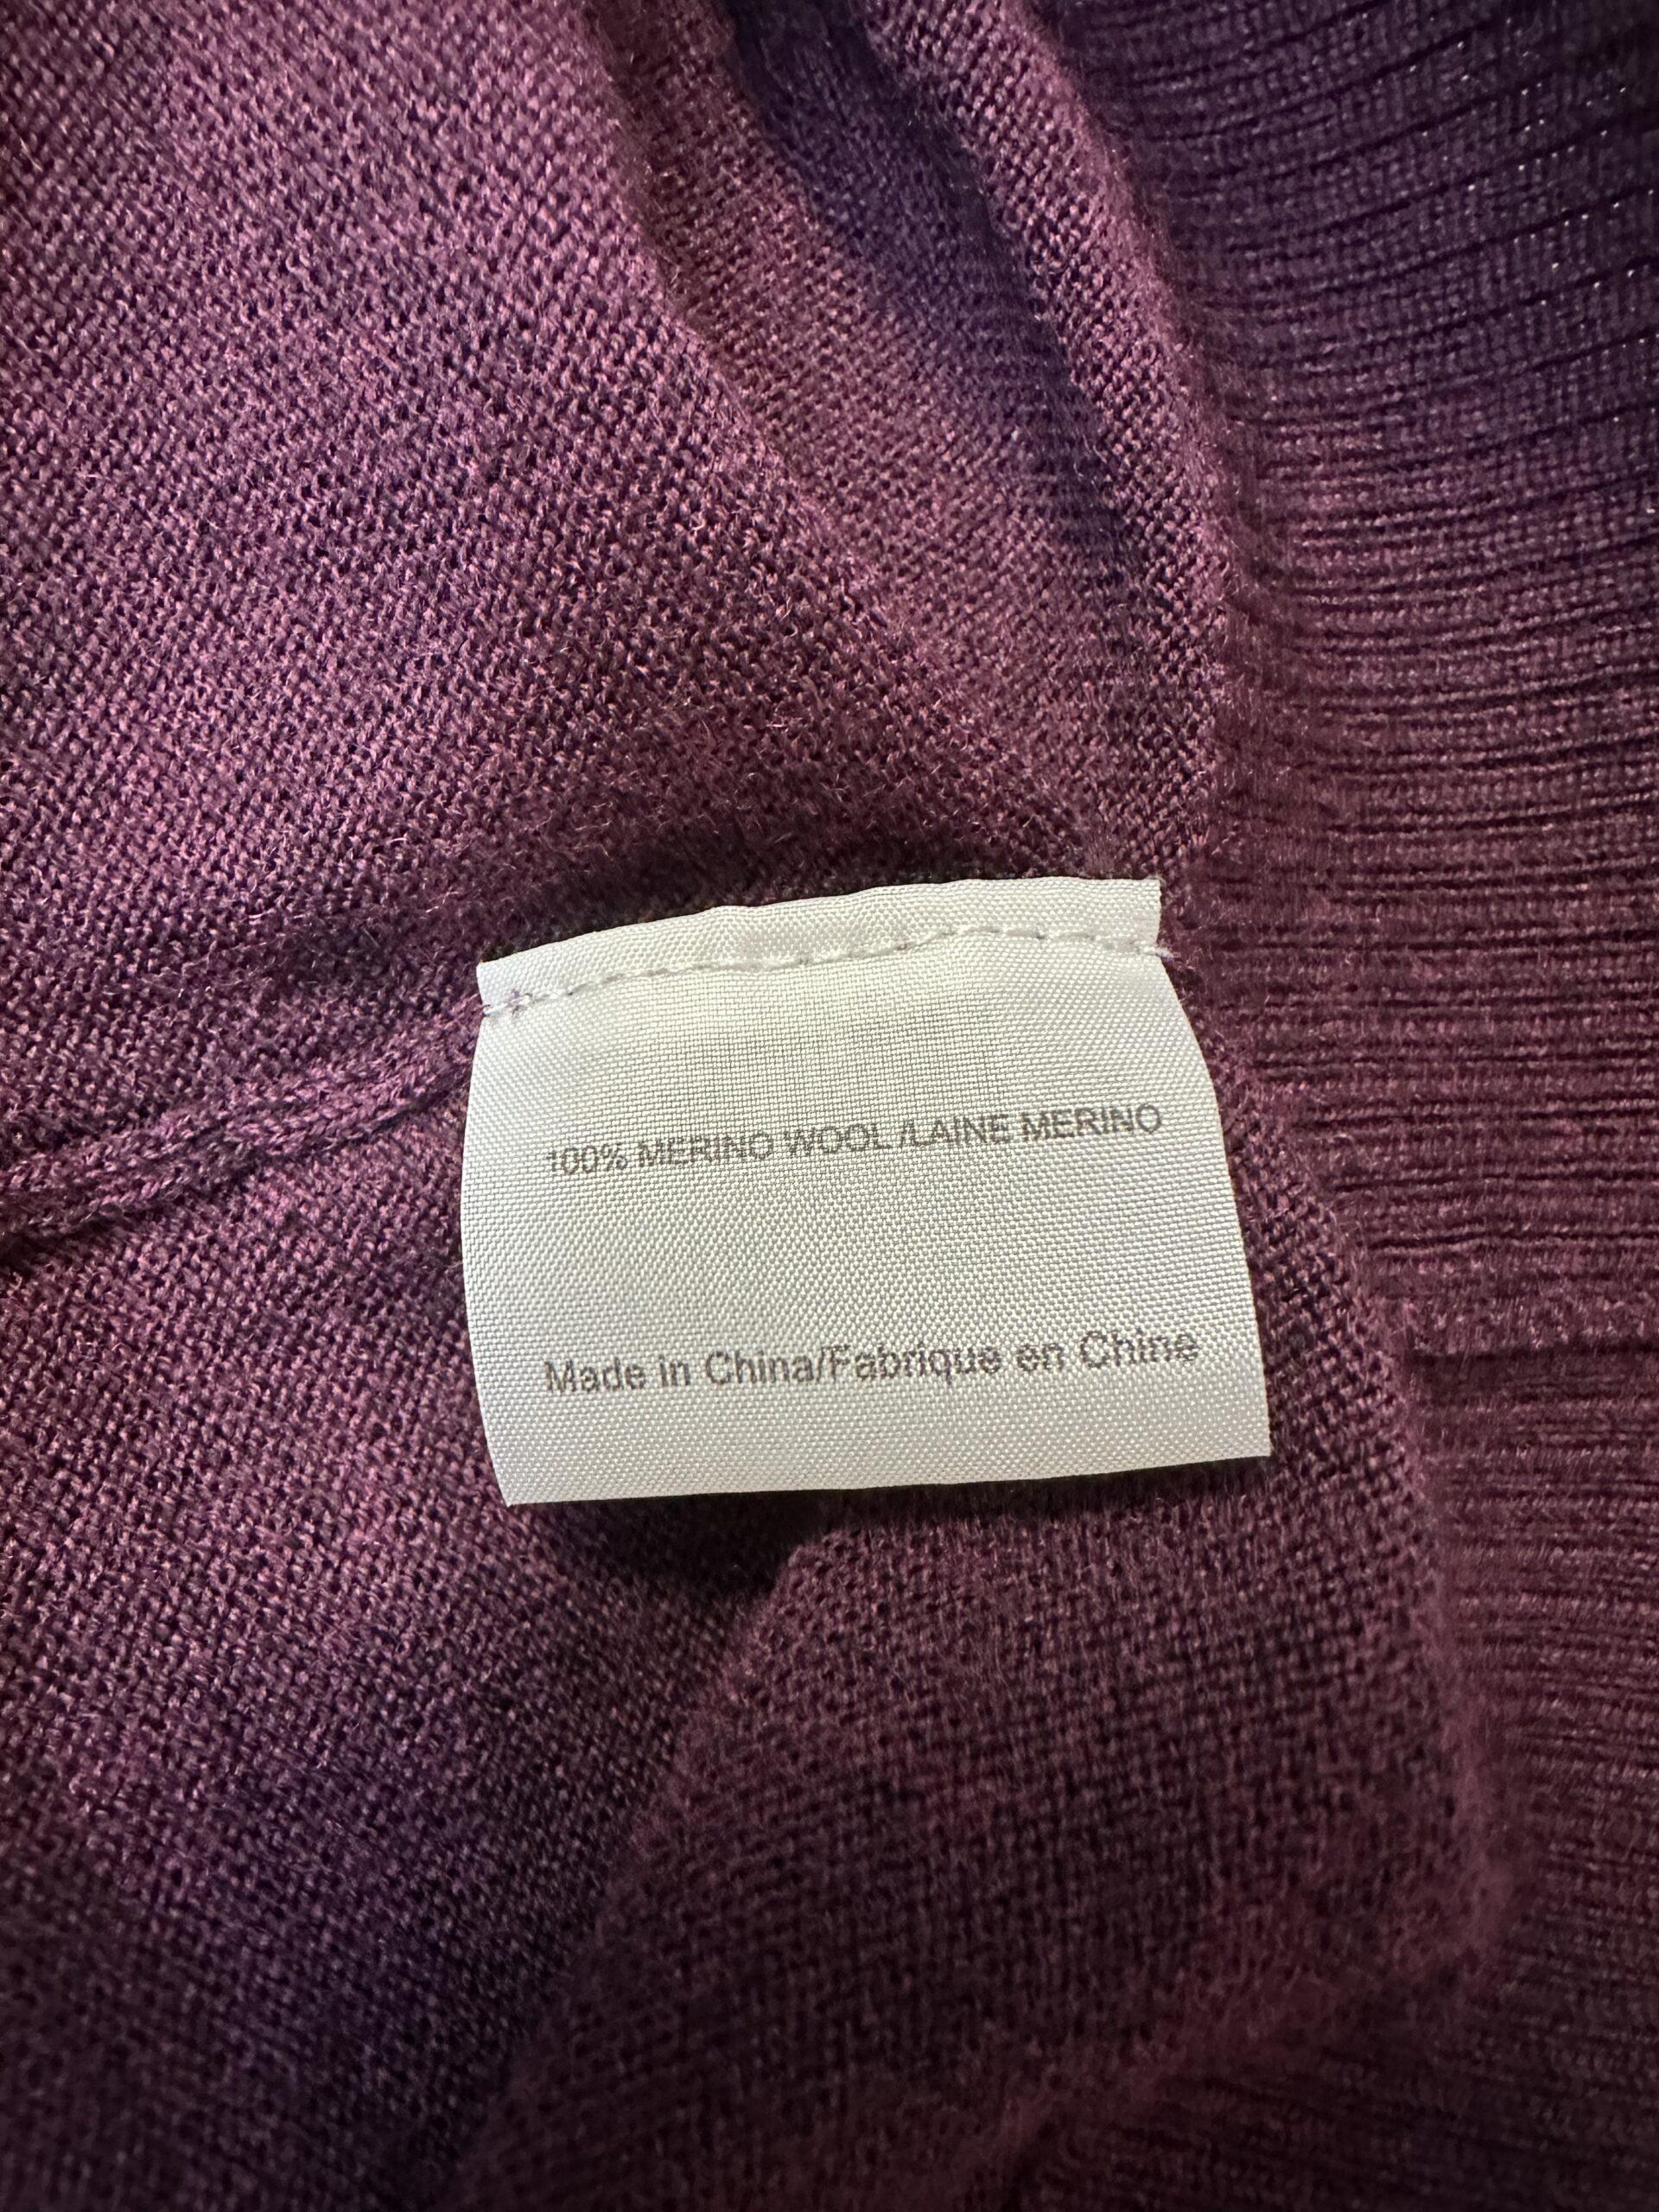 100% MERINO WOOL /LAINE MERINO
Made in China/Fabrique en Chine